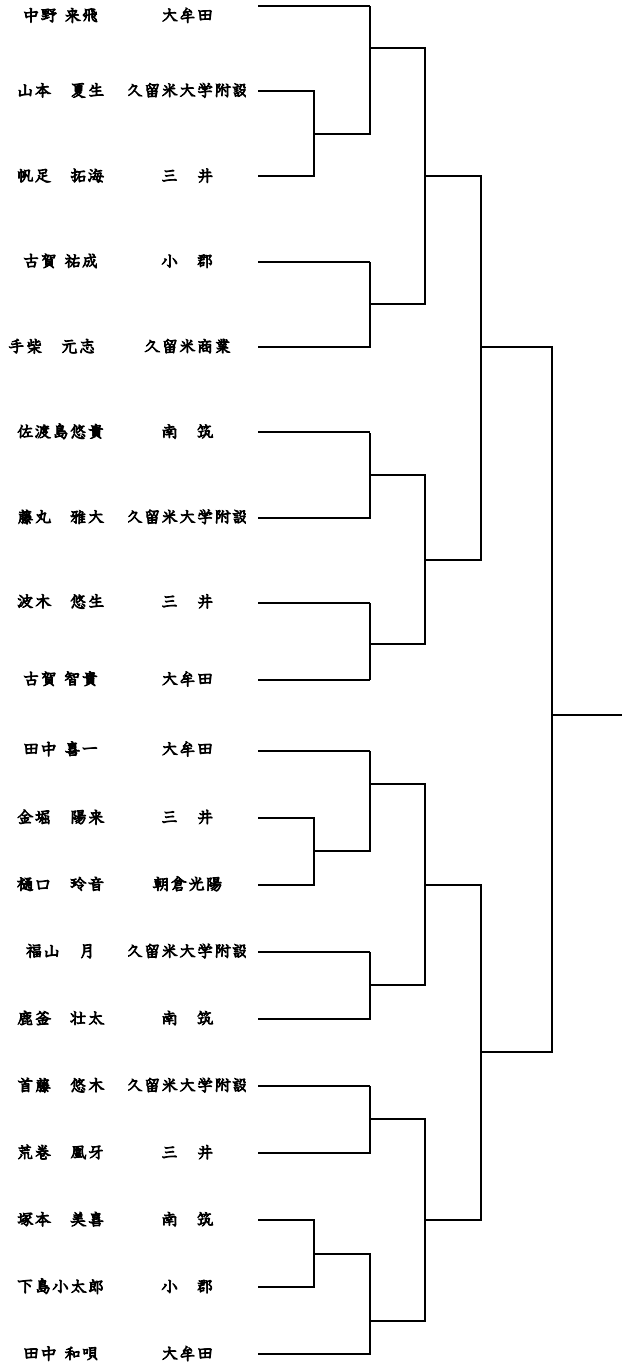 中野 来飛 大牟田
山本 夏生 久留米大学附設
帆足 拓海 三 井
古賀 祐成 小 郡
手柴 元志 久留米商業
佐渡島悠貴 南 筑
藤丸 雅大 久留米大学附設
波木 悠生 三 井
古賀 智貴 大牟田
田中 喜一 大牟田
金堀 陽来 三 井
樋口 玲音 朝倉光陽
福山 月 久留米大学附設
鹿釜 壮太 南 筑
首藤 悠木 久留米大学附設
荒巻 凰牙 三 井
塚本 美喜 南 筑
下島小太郎 小 郡
田中 和唄 大牟田